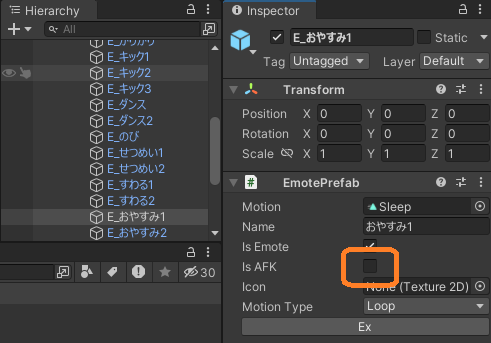 Hierarchy
All
E_かりかり
E_キック1
E_キック2
E_キック3
E_ダンス
E_ダンス2
E_のび
E_せつめい1
E_せつめい2
E_すわる1
E_すわる2
E_おやすみ1
E_おやすみ2
30
Inspector
E_おやすみ1 Static
Tag Untagged Layer Default
Transform
Position X 0 Y 0 Z 0
Rotation X 0 Y 0 Z 0
Scale X 1 Y 1 Z 1
# EmotePrefab
Motion Sleep
Name おやすみ1
Is Emote
Is AFK
Icon None (Texture 2D)
Motion Type Loop
Ex